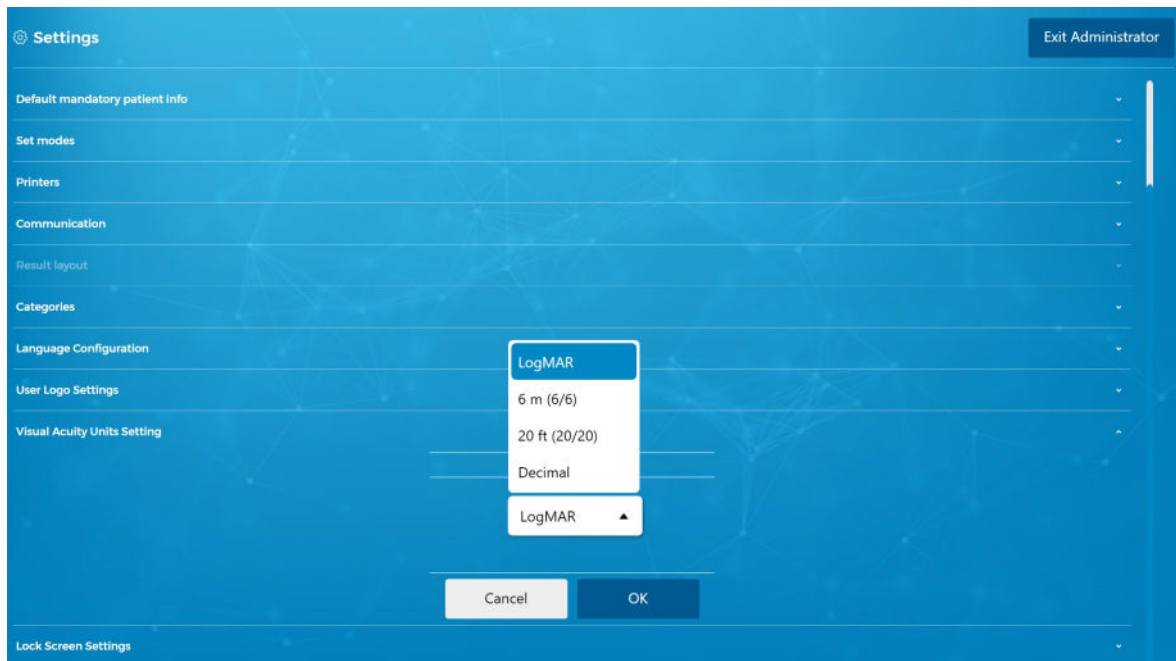 Settings
Exit Administrator
Default mandatory patient info
Set modes
Printers
Communication
Result layout
Categories
Language Configuration
User Logo Settings
Visual Acuity Units Setting
LogMAR
6 m (6/6)
20 ft (20/20)
Decimal
LogMAR
Cancel
OK
Lock Screen Settings